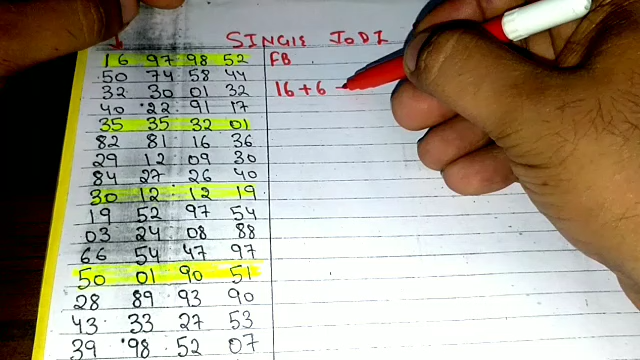 SINGLE JODI
16 97 98 52 FB
50 74 58 44
32 30 01 32 16+6 -
40 22 91 17
35 35 32 01
82 81 16 36
29 12 09 30
84 27 26 40
30 12 12 19
19 52 97 54
03 24 08 88
66 54 47 97
50 01 90 51
28 89 93 90
43 33 27 53
39 98 52 07